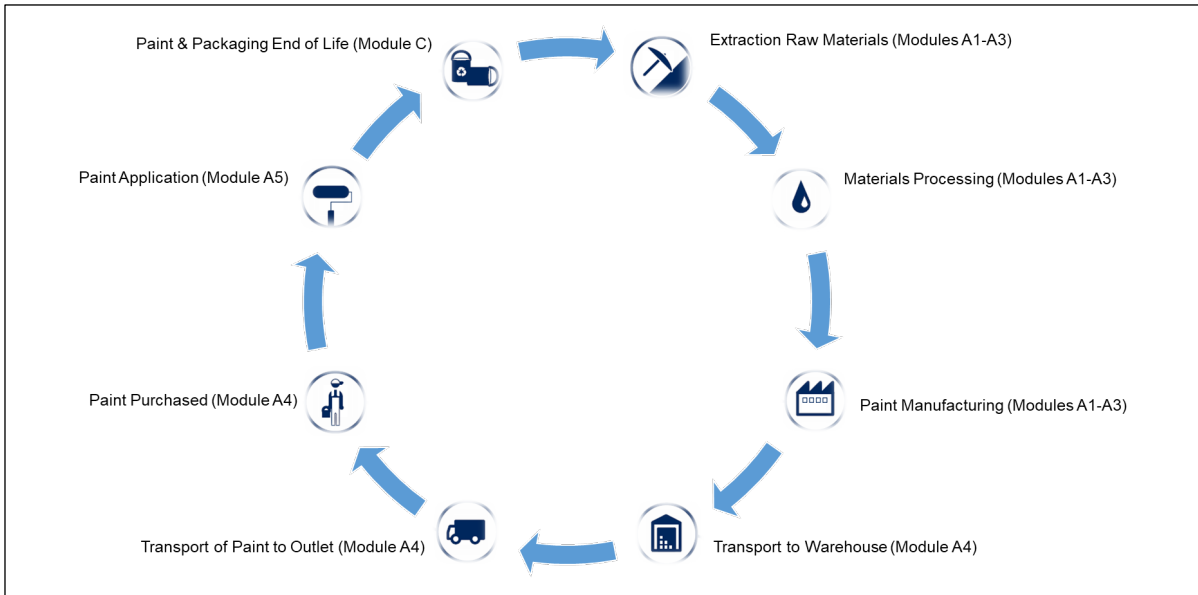 Paint & Packaging End of Life (Module C)
Extraction Raw Materials (Modules A1-A3)
Paint Application (Module A5)
Materials Processing (Modules A1-A3)
Paint Purchased (Module A4)
Paint Manufacturing (Modules A1-A3)
Transport of Paint to Outlet (Module A4)
Transport to Warehouse (Module A4)